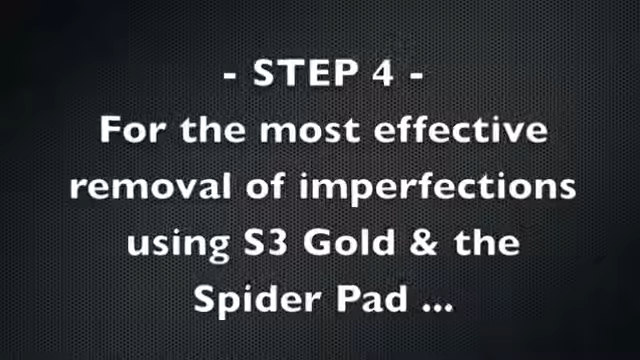 - STEP 4 -
For the most effective
removal of imperfections
using S3 Gold & the
Spider Pad ...